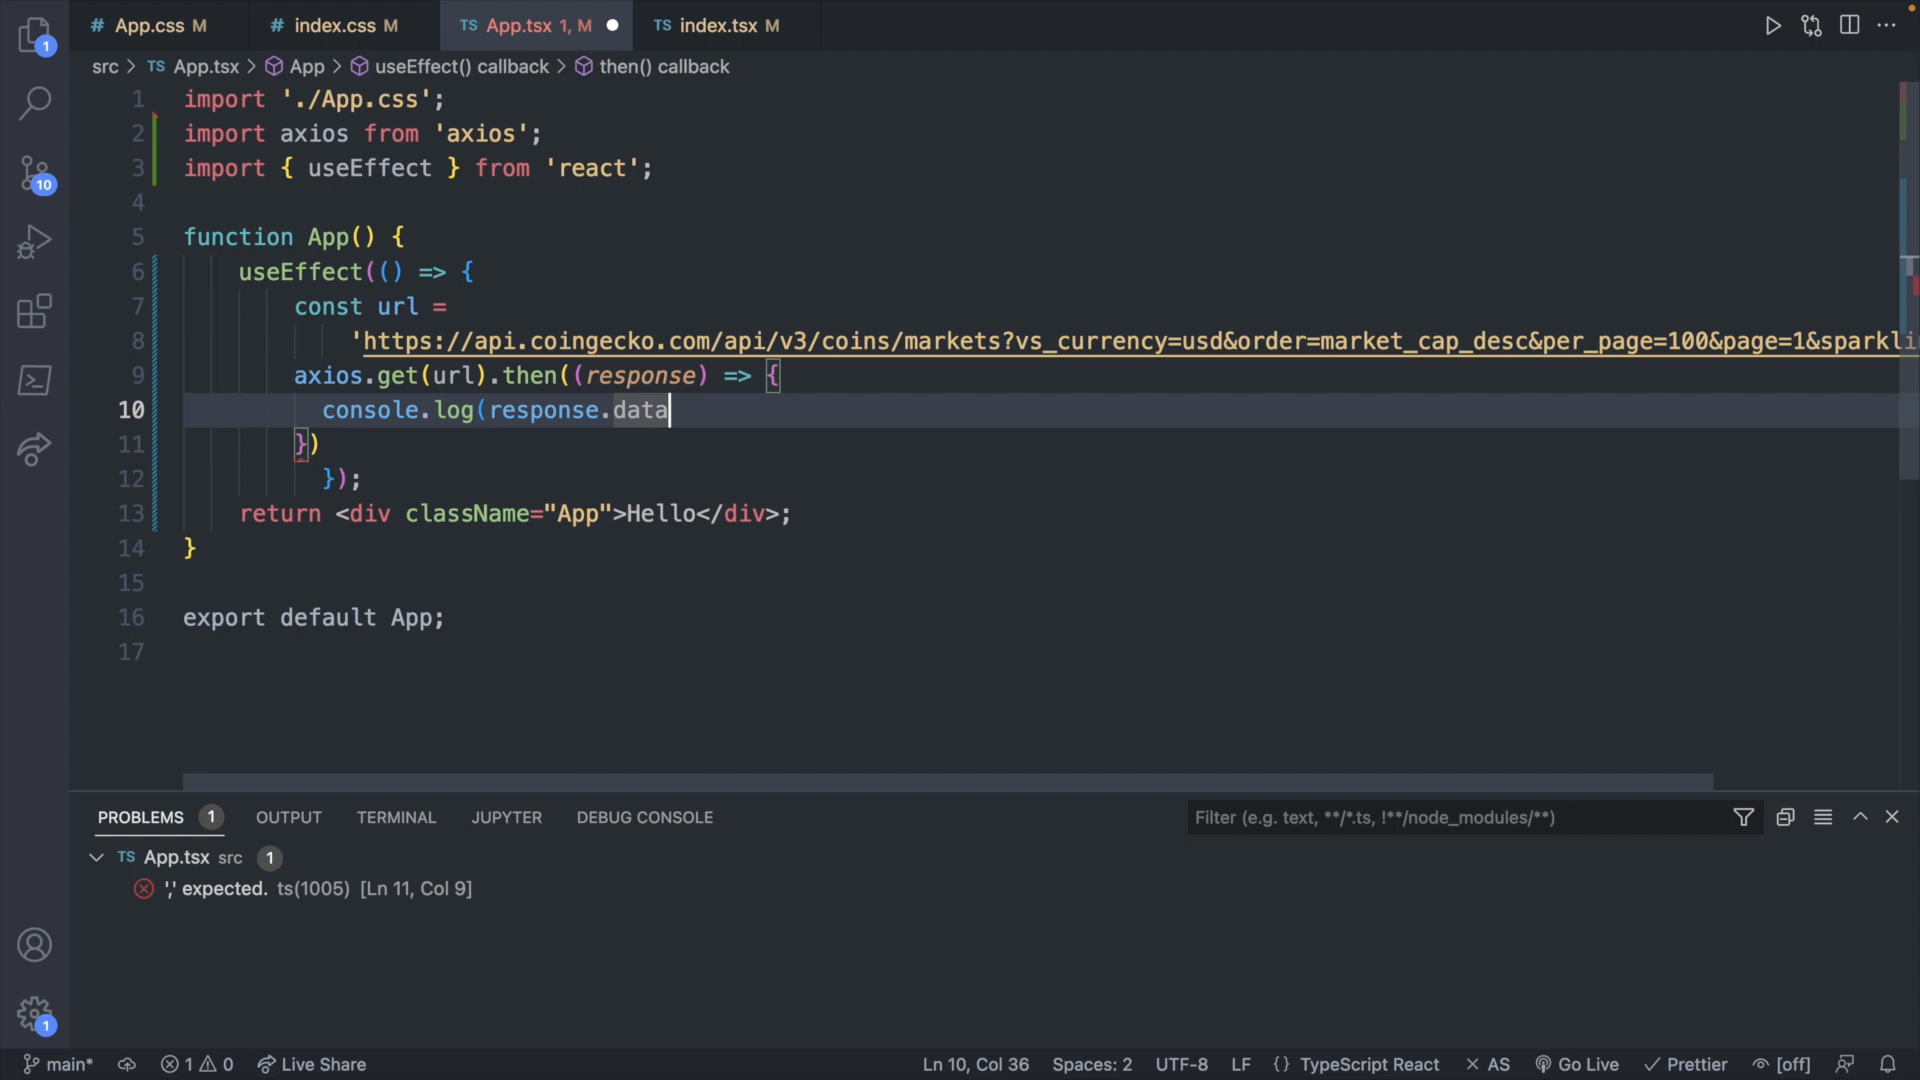 # App.css M # index.css M TS App.tsx 1, M TS index.tsx M
src > TS App.tsx > App > useEffect() callback > then() callback
1 import './App.css';
2 import axios from 'axios';
3 import { useEffect } from 'react';
4
5 function App() {
6 useEffect(() => {
7 const url =
8 'https://api.coingecko.com/api/v3/coins/markets?vs_currency=usd&order=market_cap_desc&per_page=100&page=1&sparkli
9 axios.get(url).then((response) => {
10 console.log(response.data
11 })
12 });
13 return <div className="App">Hello</div>;
14 }
15
16 export default App;
17
PROBLEMS 1 OUTPUT TERMINAL JUPYTER DEBUG CONSOLE Filter (e.g. text, **/*.ts, !**/node_modules/**)
TS App.tsx src 1
',' expected. ts(1005) [Ln 11, Col 9]
main* 1 0 Live Share Ln 10, Col 36 Spaces: 2 UTF-8 LF {} TypeScript React × AS Go Live ✓ Prettier [off]
1
10
1